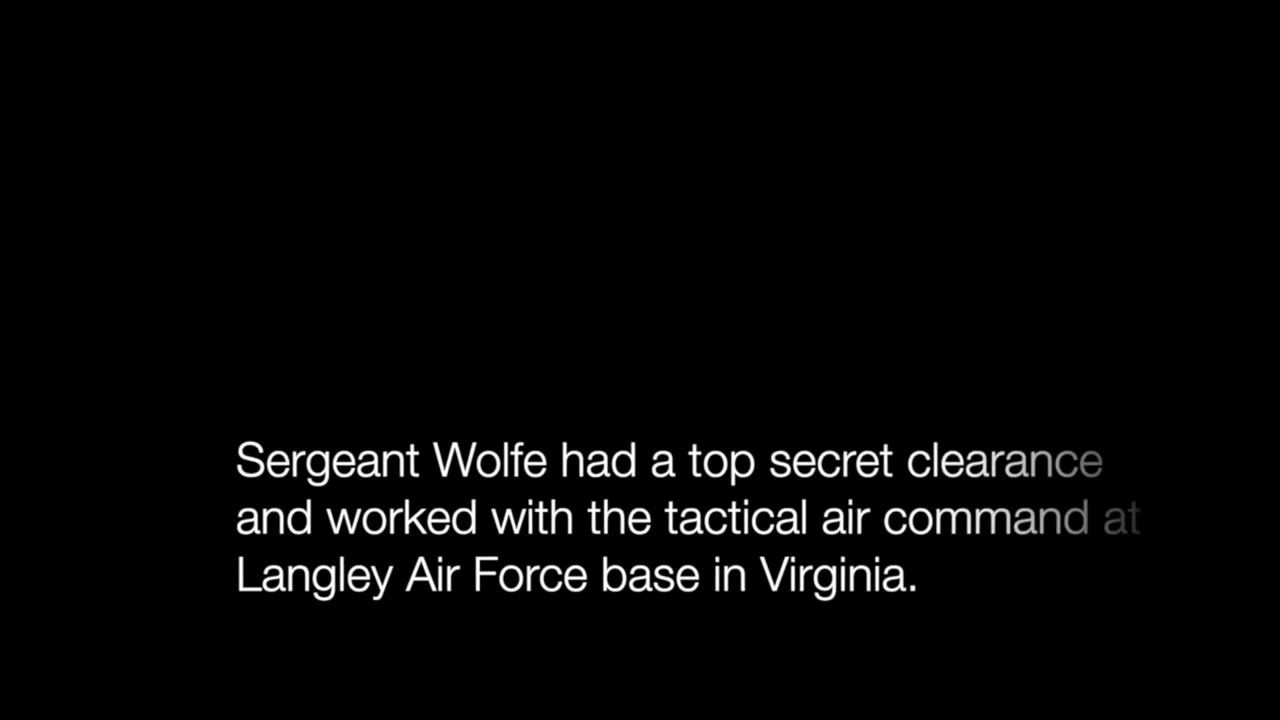 Sergeant Wolfe had a top secret clearance
and worked with the tactical air command at
Langley Air Force base in Virginia.